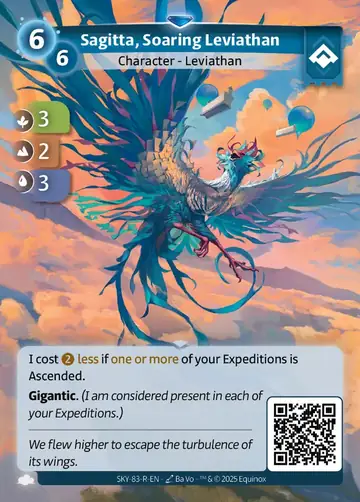 6
6
Sagitta, Soaring Leviathan
Character - Leviathan
3
2
3
I cost 2 less if one or more of your Expeditions is
Ascended.
Gigantic. (I am considered present in each of
your Expeditions.)
We flew higher to escape the turbulence of
its wings.
SKY-83-R-EN - Ba Vo - ™ & © 2025 Equinox